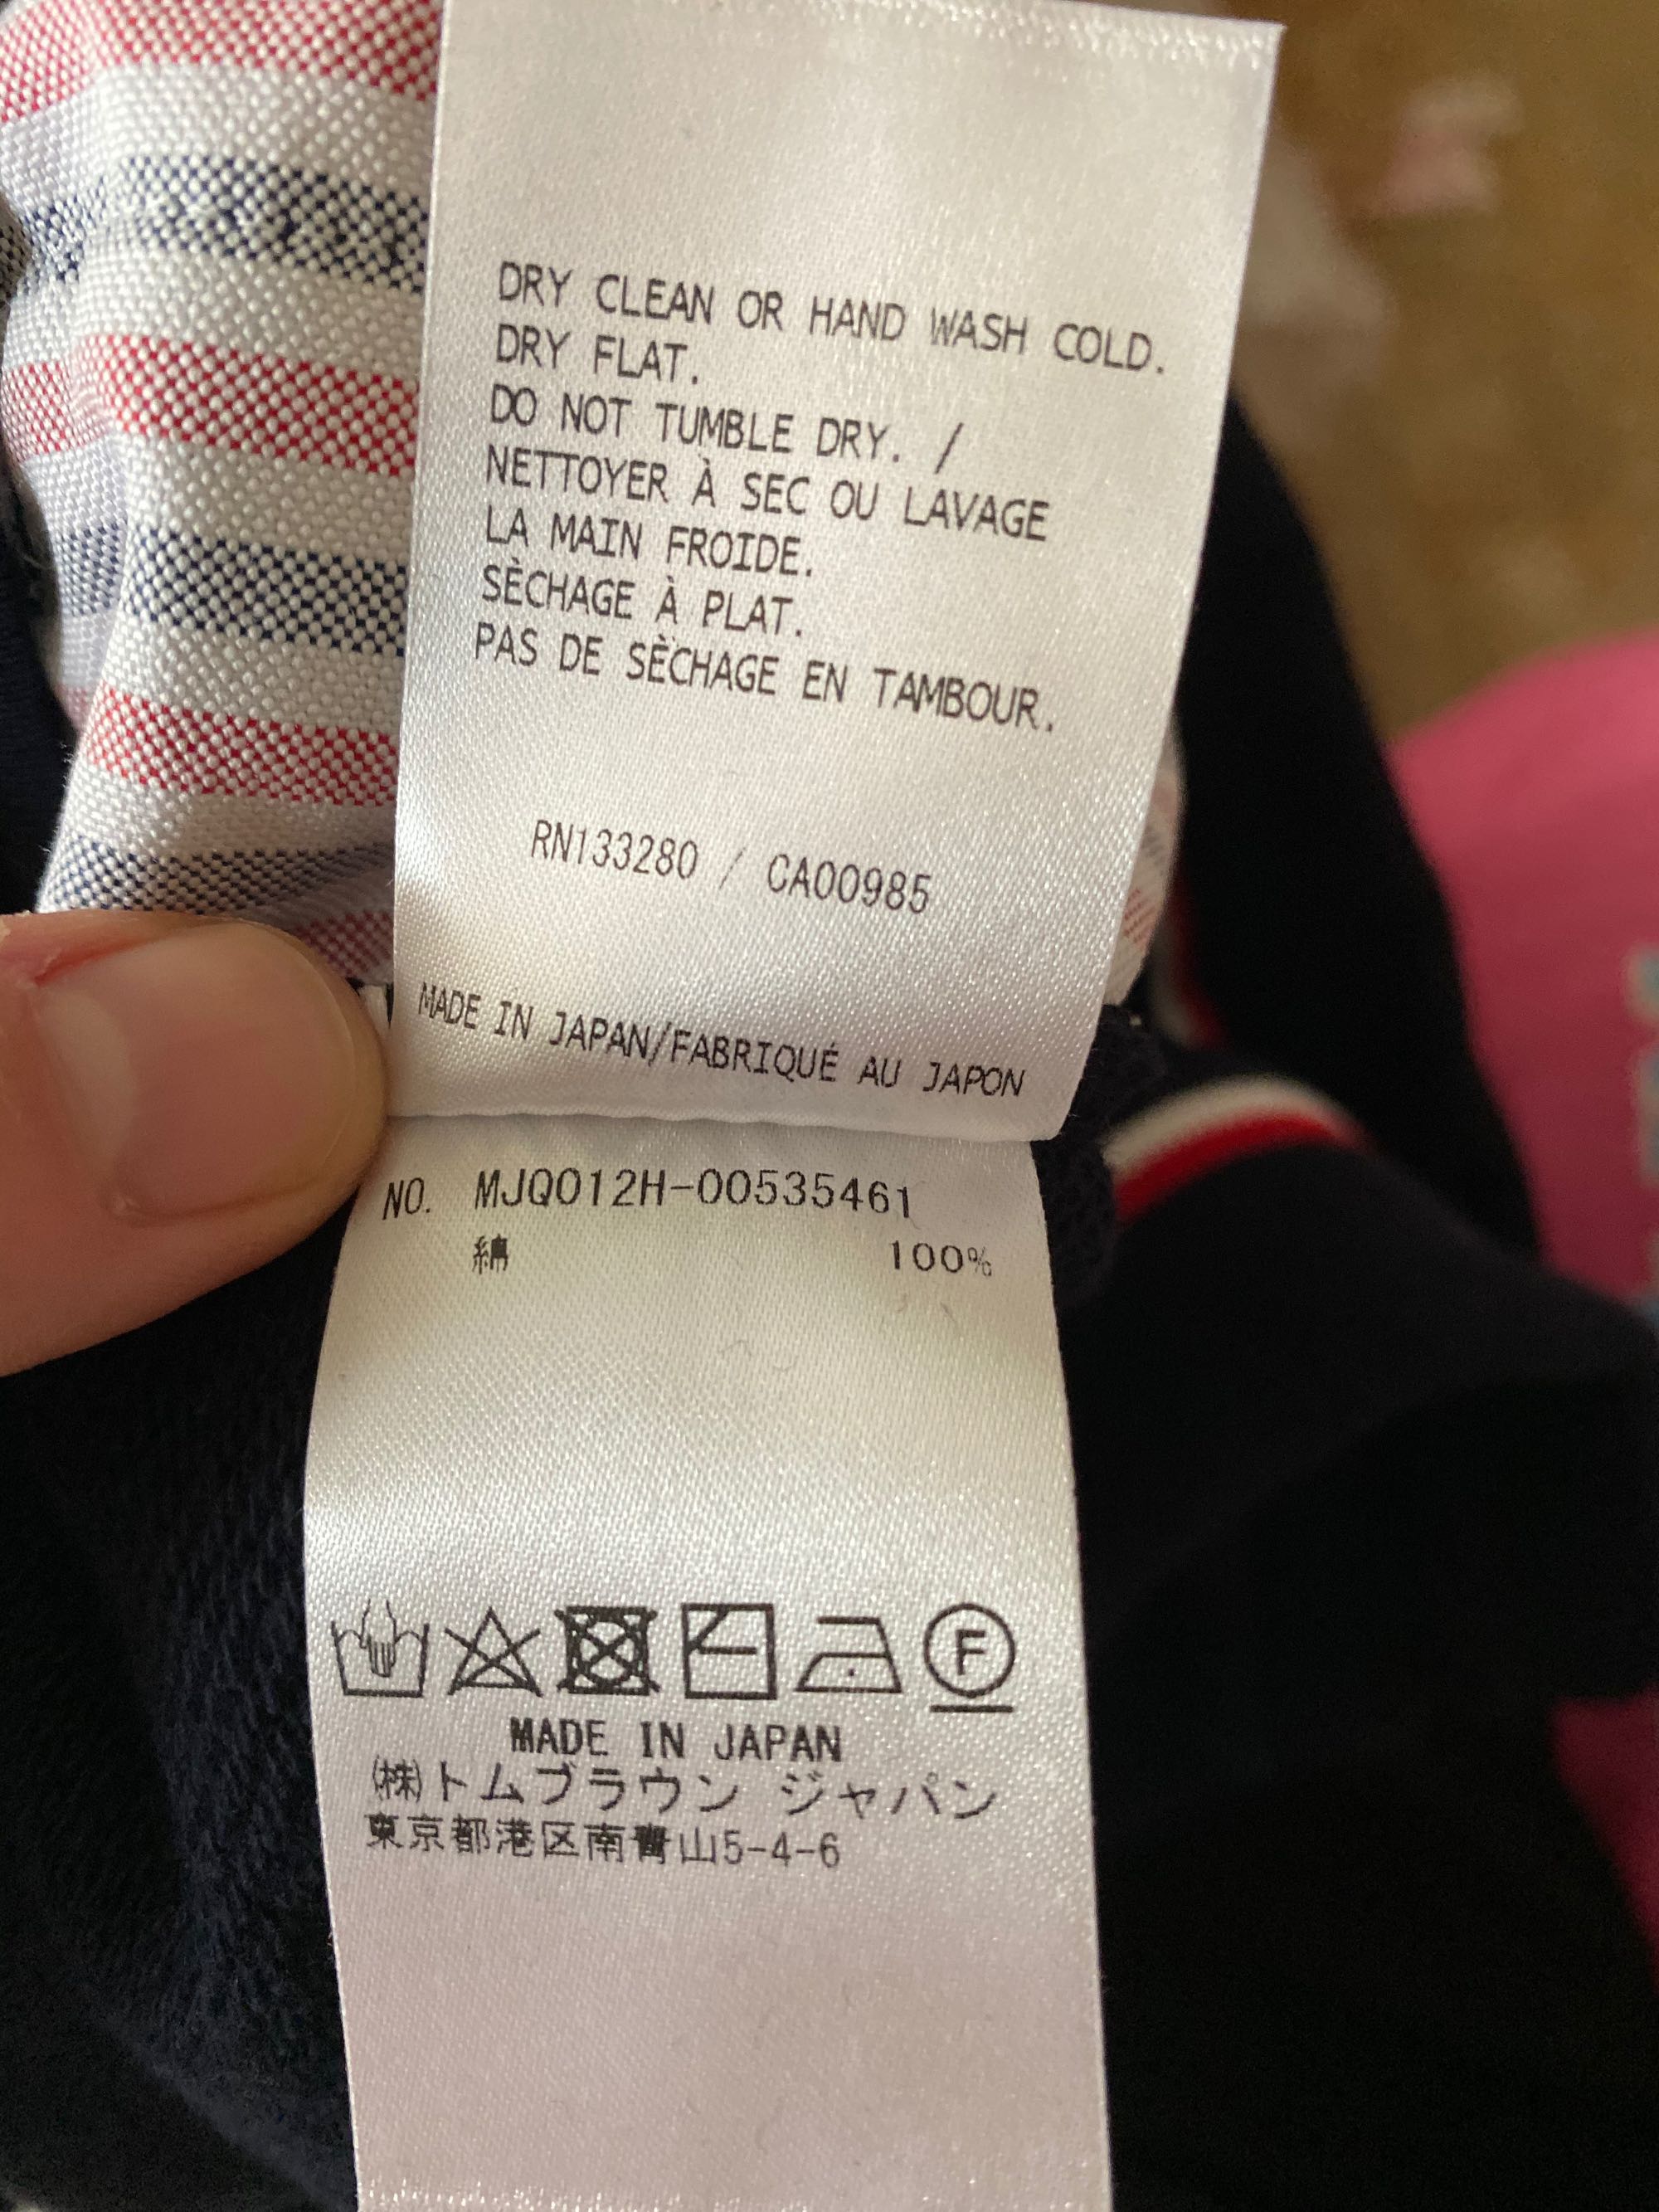 DRY CLEAN OR HAND WASH COLD.
DRY FLAT.
DO NOT TUMBLE DRY. /
NETTOYER À SEC OU LAVAGE
LA MAIN FROIDE.
SÈCHAGE À PLAT.
PAS DE SÈCHAGE EN TAMBOUR.
RN133280 / CA00985
MADE IN JAPAN/FABRIQUÉ AU JAPON
NO. MJQ012H-00535461
綿 100%
F
MADE IN JAPAN
㈱トムブラウン ジャパン
東京都港区南青山5-4-6